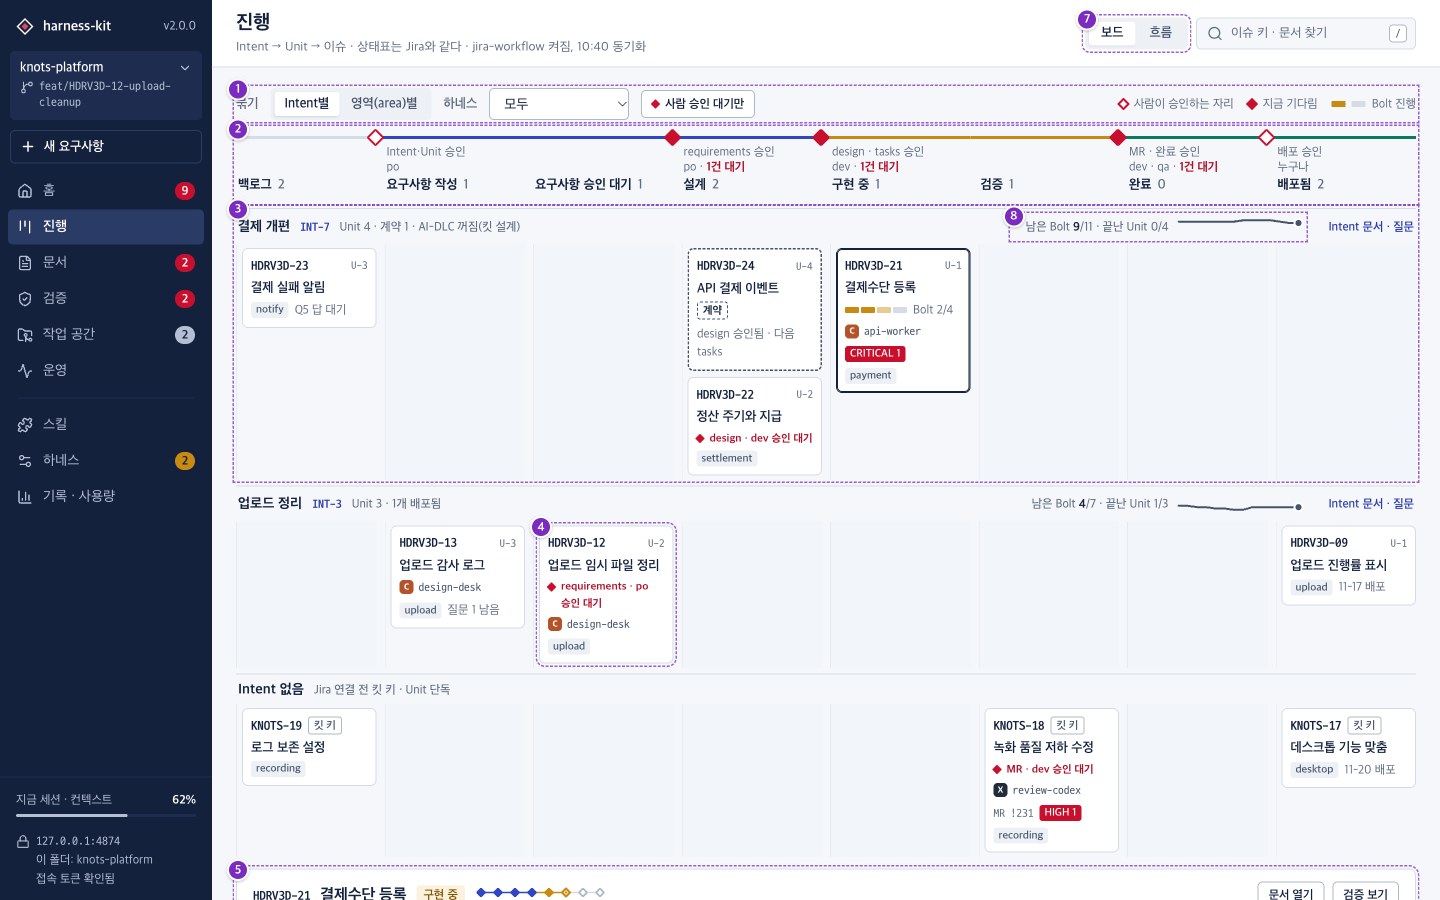 harness-kit v2.0.0
knots-platform
feat/HDRV3D-12-upload-
cleanup
+ 새 요구사항
홈 9
진행
문서 2
검증 2
작업 공간 2
운영
스킬
하네스 2
기록 · 사용량
지금 세션 · 컨텍스트 62%
127.0.0.1:4874
이 폴더: knots-platform
접속 토큰 확인됨
진행
Intent → Unit → 이슈 · 상태표는 Jira와 같다 · jira-workflow 켜짐, 10:40 동기화
7
보드 흐름
이슈 키 · 문서 찾기 /
1
묶기 Intent별 영역(area)별 하네스 모두 사람 승인 대기만
사람이 승인하는 자리 지금 기다림 Bolt 진행
2
Intent·Unit 승인
po
requirements 승인
po · 1건 대기
design · tasks 승인
dev · 1건 대기
MR · 완료 승인
dev · qa · 1건 대기
배포 승인
누구나
백로그 2 요구사항 작성 1 요구사항 승인 대기 1 설계 2 구현 중 1 검증 1 완료 0 배포됨 2
3
결제 개편 INT-7 Unit 4 · 계약 1 · AI-DLC 꺼짐(킷 설계)
8
남은 Bolt 9/11 · 끝난 Unit 0/4
Intent 문서 · 질문
HDRV3D-23 U-3
결제 실패 알림
notify Q5 답 대기
HDRV3D-24 U-4
API 결제 이벤트
계약
design 승인됨 · 다음
tasks
HDRV3D-22 U-2
정산 주기와 지급
design · dev 승인 대기
settlement
HDRV3D-21 U-1
결제수단 등록
Bolt 2/4
C api-worker
CRITICAL 1
payment
업로드 정리 INT-3 Unit 3 · 1개 배포됨
남은 Bolt 4/7 · 끝난 Unit 1/3
Intent 문서 · 질문
HDRV3D-13 U-3
업로드 감사 로그
C design-desk
upload 질문 1 남음
4
HDRV3D-12 U-2
업로드 임시 파일 정리
requirements · po
승인 대기
C design-desk
upload
HDRV3D-09 U-1
업로드 진행률 표시
upload 11-17 배포
Intent 없음 Jira 연결 전 킷 키 · Unit 단독
KNOTS-19 킷 키
로그 보존 설정
recording
KNOTS-18 킷 키
녹화 품질 저하 수정
MR · dev 승인 대기
X review-codex
MR !231 HIGH 1
recording
KNOTS-17 킷 키
데스크톱 기능 맞춤
desktop 11-20 배포
5
HDRV3D-21 결제수단 등록 구현 중
문서 열기 검증 보기